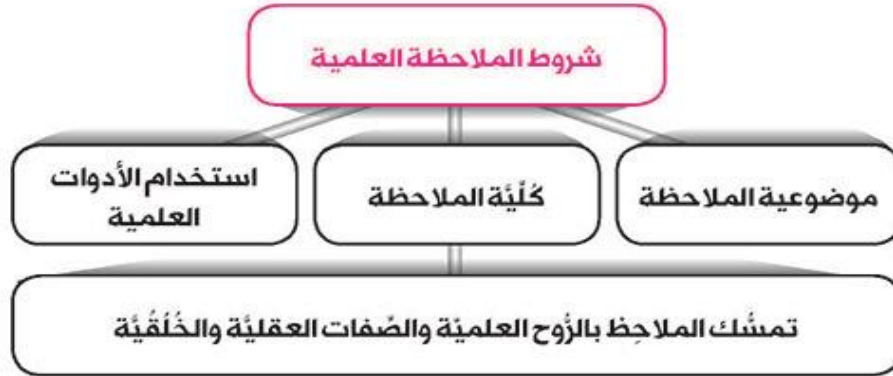 شروط الملاحظة العلمية
موضوعية الملاحظة
كُلِّيَّة الملاحظة
استخدام الأدوات
العلمية
تمسُّك الملاحِظ بالرُّوح العلميّة والصِّفات العقليَّة والخُلُقيَّة